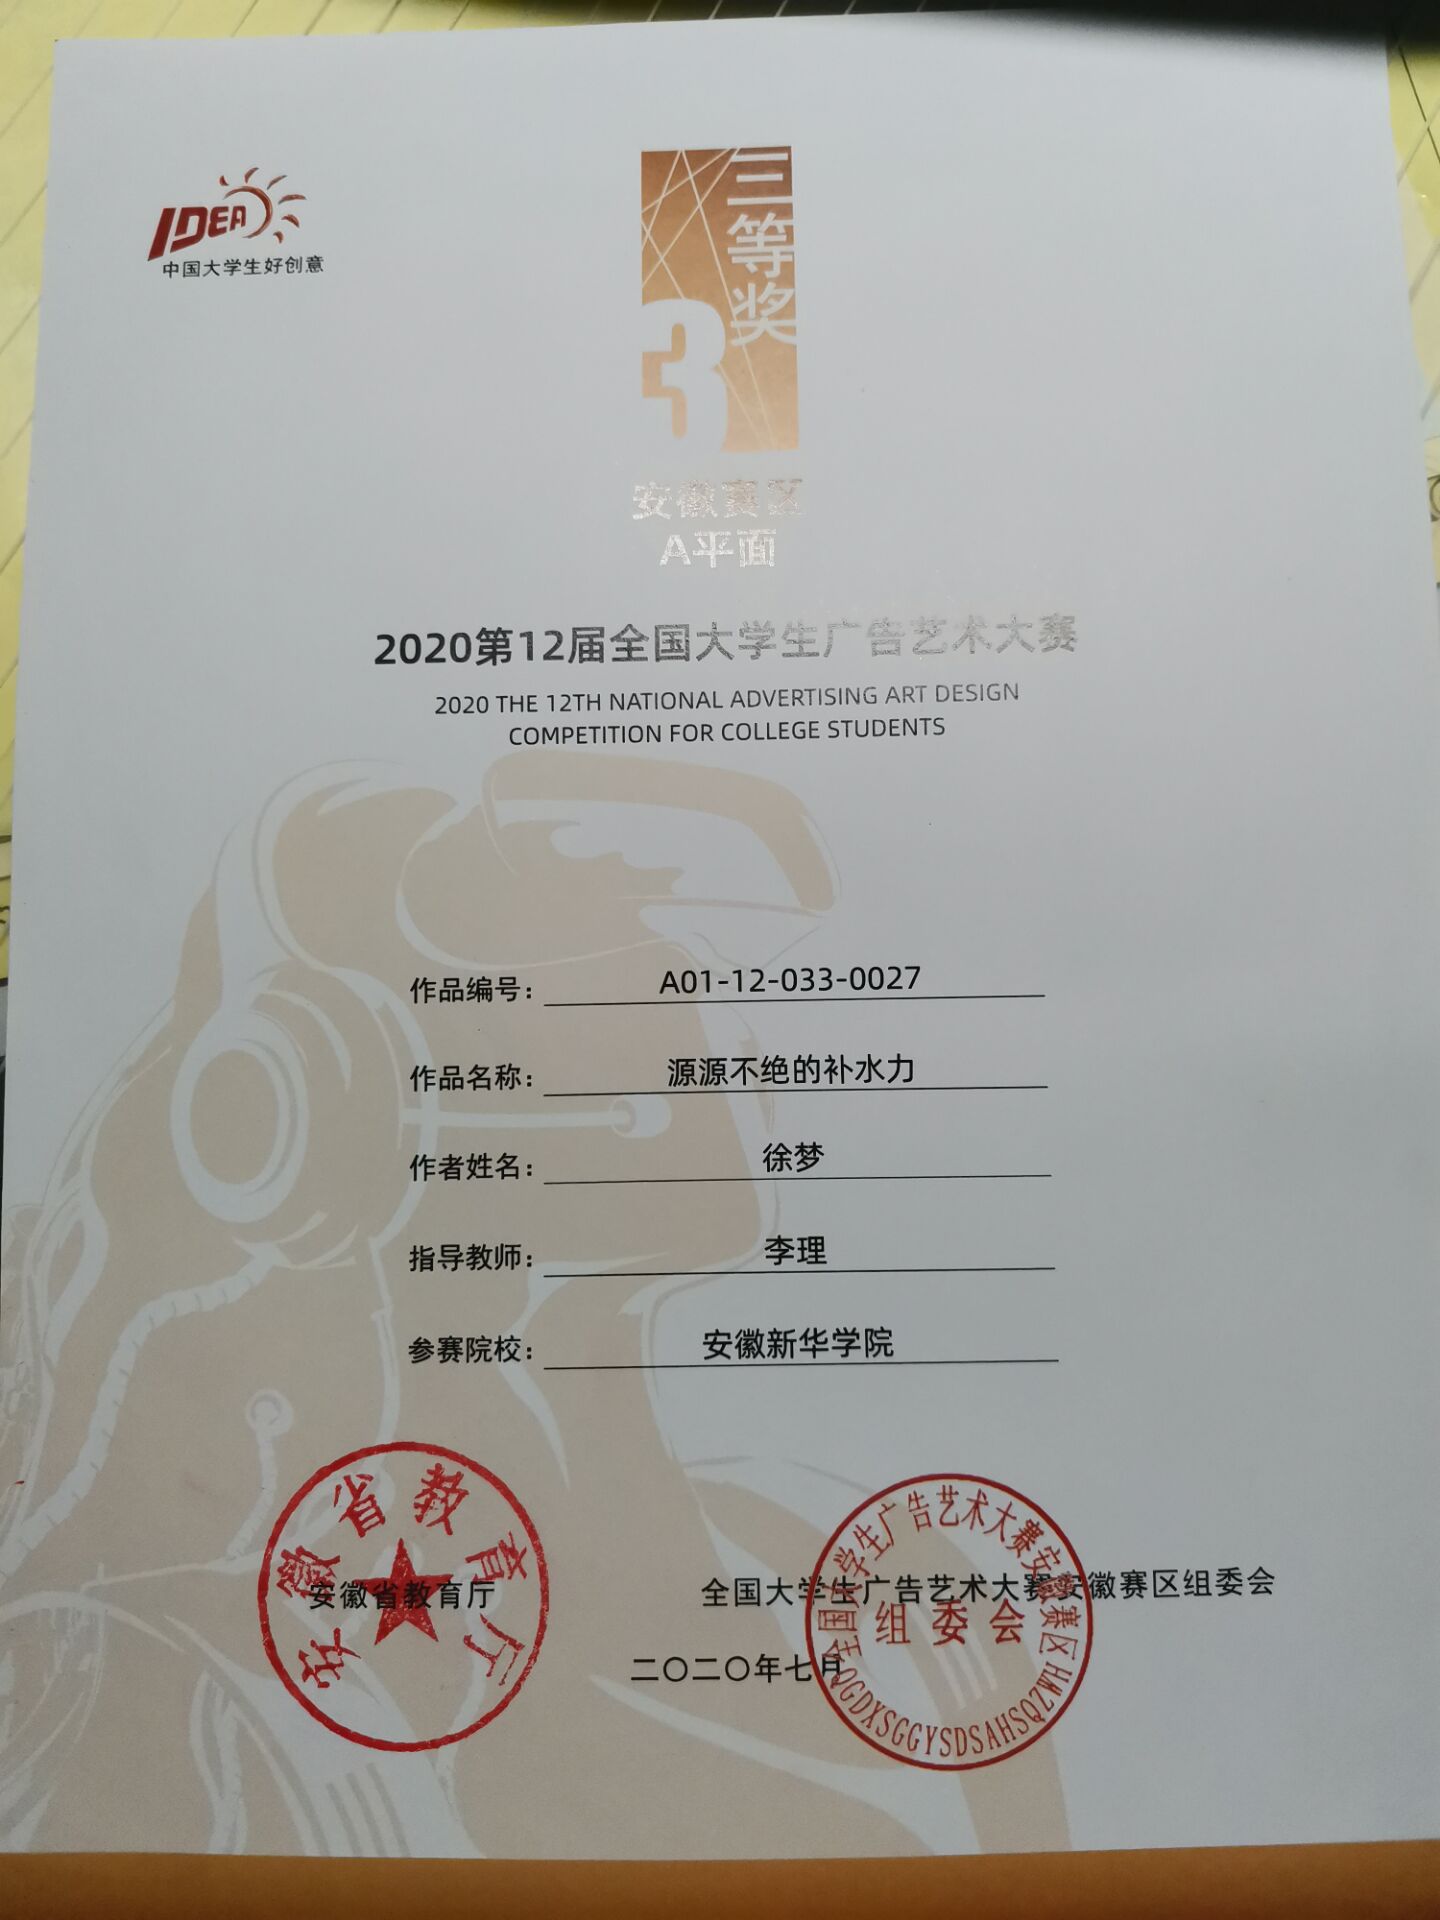 IDEA
中国大学生好创意
三等奖
3
安徽赛区
A平面
2020第12届全国大学生广告艺术大赛
2020 THE 12TH NATIONAL ADVERTISING ART DESIGN
COMPETITION FOR COLLEGE STUDENTS
作品编号： A01-12-033-0027
作品名称： 源源不绝的补水力
作者姓名： 徐梦
指导教师： 李理
参赛院校： 安徽新华学院
安徽省教育厅
安徽省教育厅
全国大学生广告艺术大赛安徽赛区组委会
全国大学生广告艺术大赛安徽赛区
组委会
QGDXSGGYSDSAHSQZWH
二〇二〇年七月